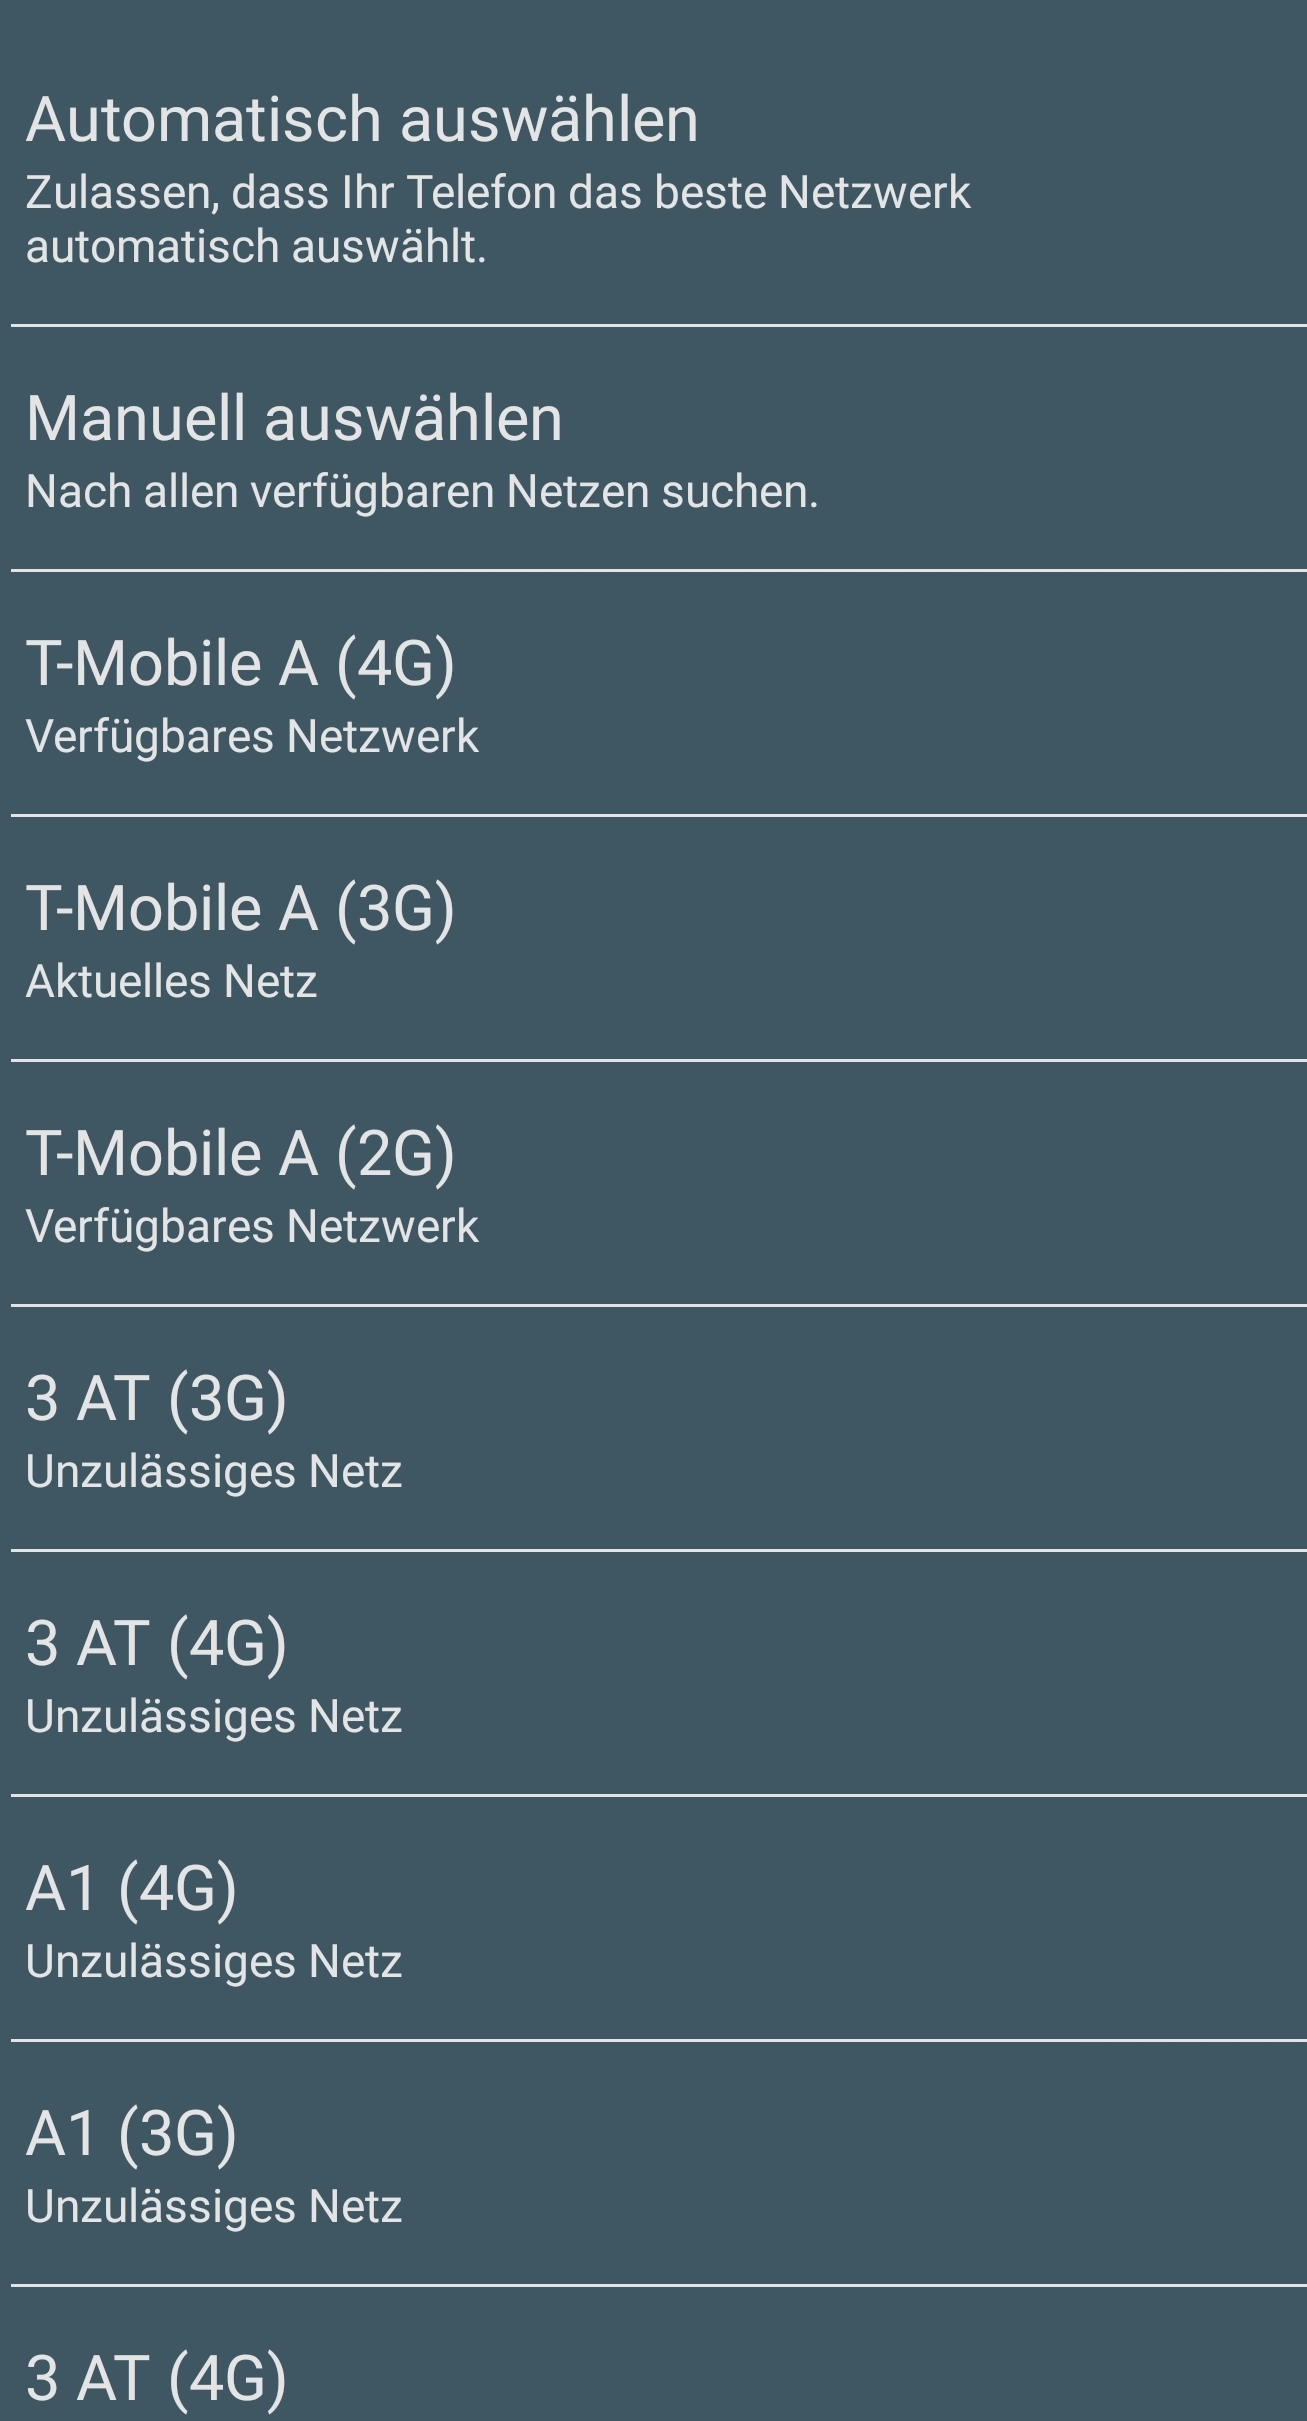 Automatisch auswählen
Zulassen, dass Ihr Telefon das beste Netzwerk
automatisch auswählt.
Manuell auswählen
Nach allen verfügbaren Netzen suchen.
T-Mobile A (4G)
Verfügbares Netzwerk
T-Mobile A (3G)
Aktuelles Netz
T-Mobile A (2G)
Verfügbares Netzwerk
3 AT (3G)
Unzulässiges Netz
3 AT (4G)
Unzulässiges Netz
A1 (4G)
Unzulässiges Netz
A1 (3G)
Unzulässiges Netz
3 AT (4G)